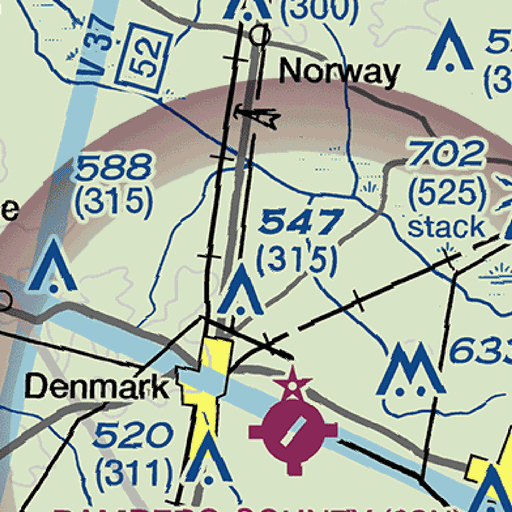 (300)
V 37
52
Norway
588
(315)
702
(525)
stack
547
(315)
Denmark
520
(311)